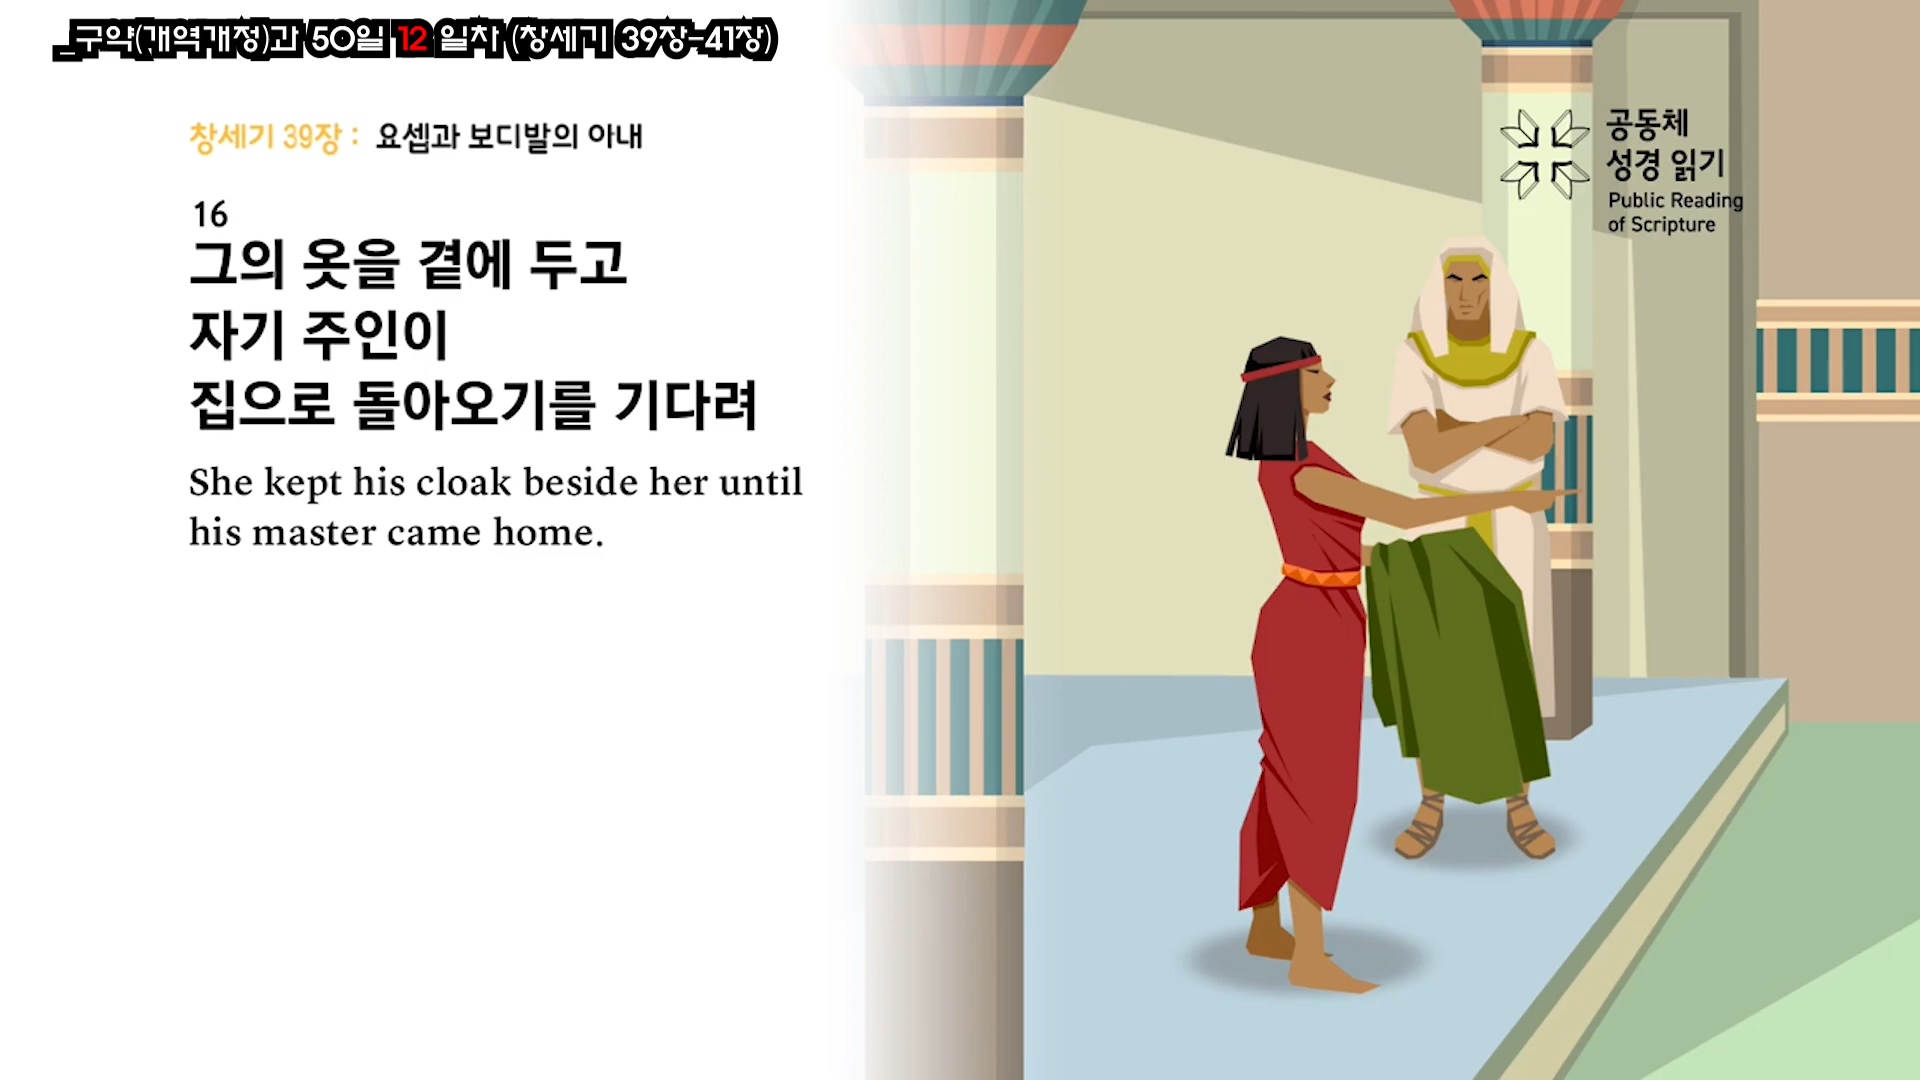 _구약(개역개정)과 50일 12 일차 (창세기 39장-41장)
창세기 39장 : 요셉과 보디발의 아내
16
그의 옷을 곁에 두고
자기 주인이
집으로 돌아오기를 기다려
She kept his cloak beside her until
his master came home.
공동체
성경 읽기
Public Reading
of Scripture